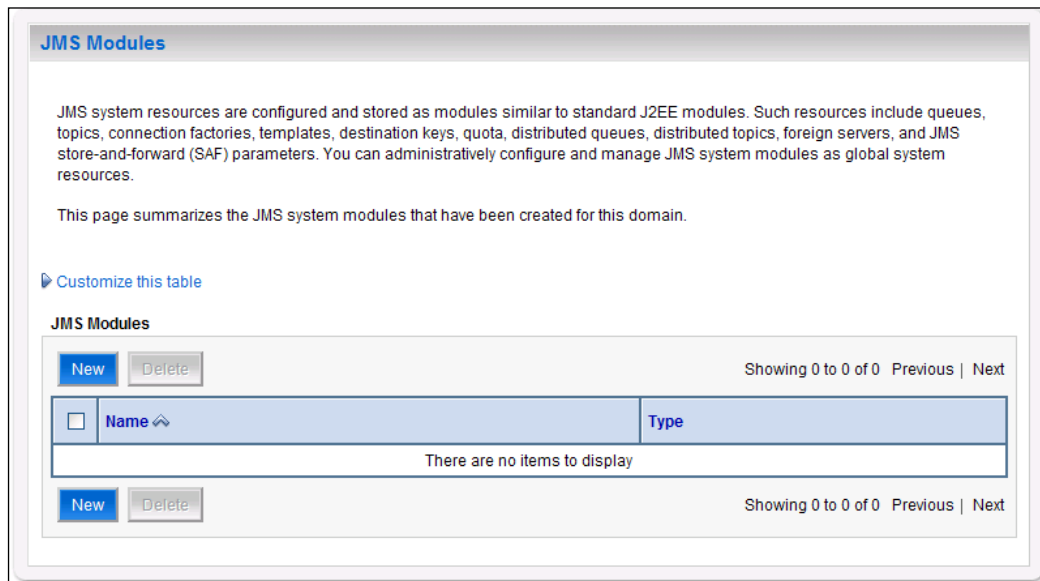 JMS Modules
JMS system resources are configured and stored as modules similar to standard J2EE modules. Such resources include queues,
topics, connection factories, templates, destination keys, quota, distributed queues, distributed topics, foreign servers, and JMS
store-and-forward (SAF) parameters. You can administratively configure and manage JMS system modules as global system
resources.
This page summarizes the JMS system modules that have been created for this domain.
Customize this table
JMS Modules
New Delete Showing 0 to 0 of 0 Previous | Next
Name Type
There are no items to display
New Delete Showing 0 to 0 of 0 Previous | Next